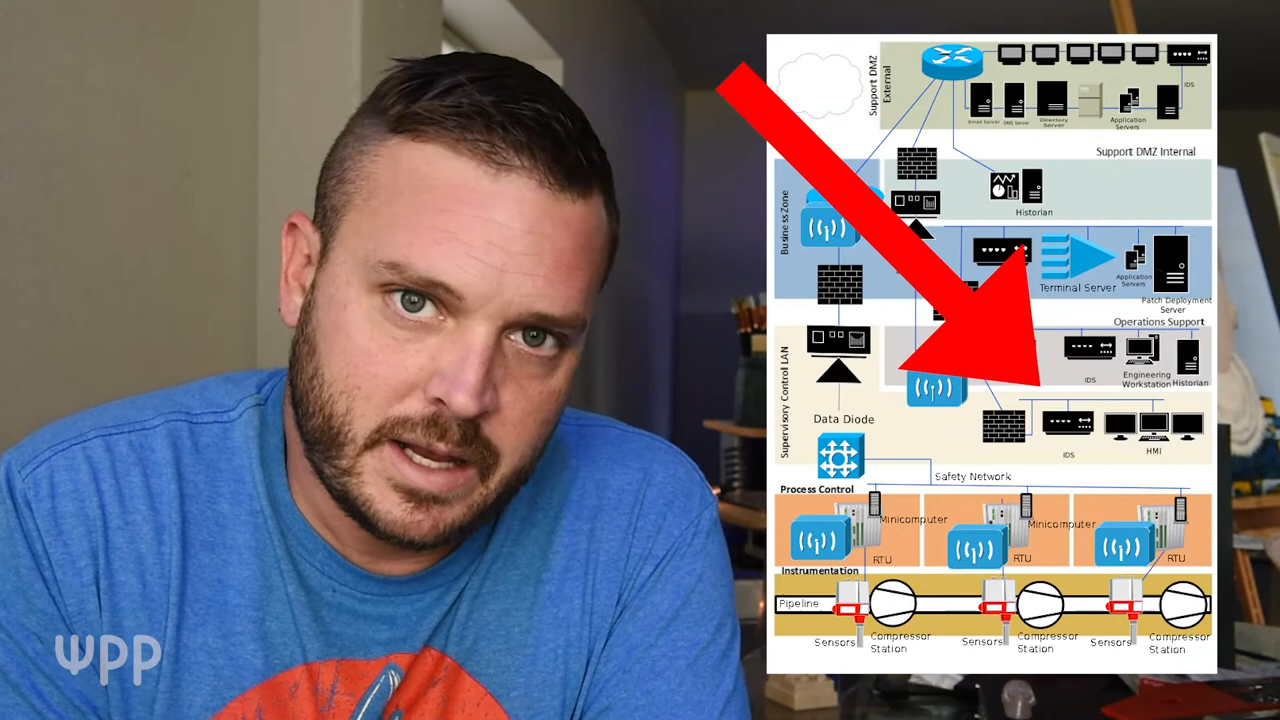 Support DMZ
External
IDS
Email Server
DNS Server
Directory
Server
Application
Servers
Support DMZ Internal
Historian
Business Zone
Terminal Server
Application
Servers
Patch Deployment
Server
Operations Support
Supervisory Control LAN
IDS
Engineering
Workstation
Historian
Data Diode
IDS
HMI
Safety Network
Process Control
Minicomputer
RTU
Minicomputer
RTU
RTU
Instrumentation
Pipeline
Sensors
Compressor
Station
Sensors
Compressor
Station
Sensors
Compressor
Station
WPP